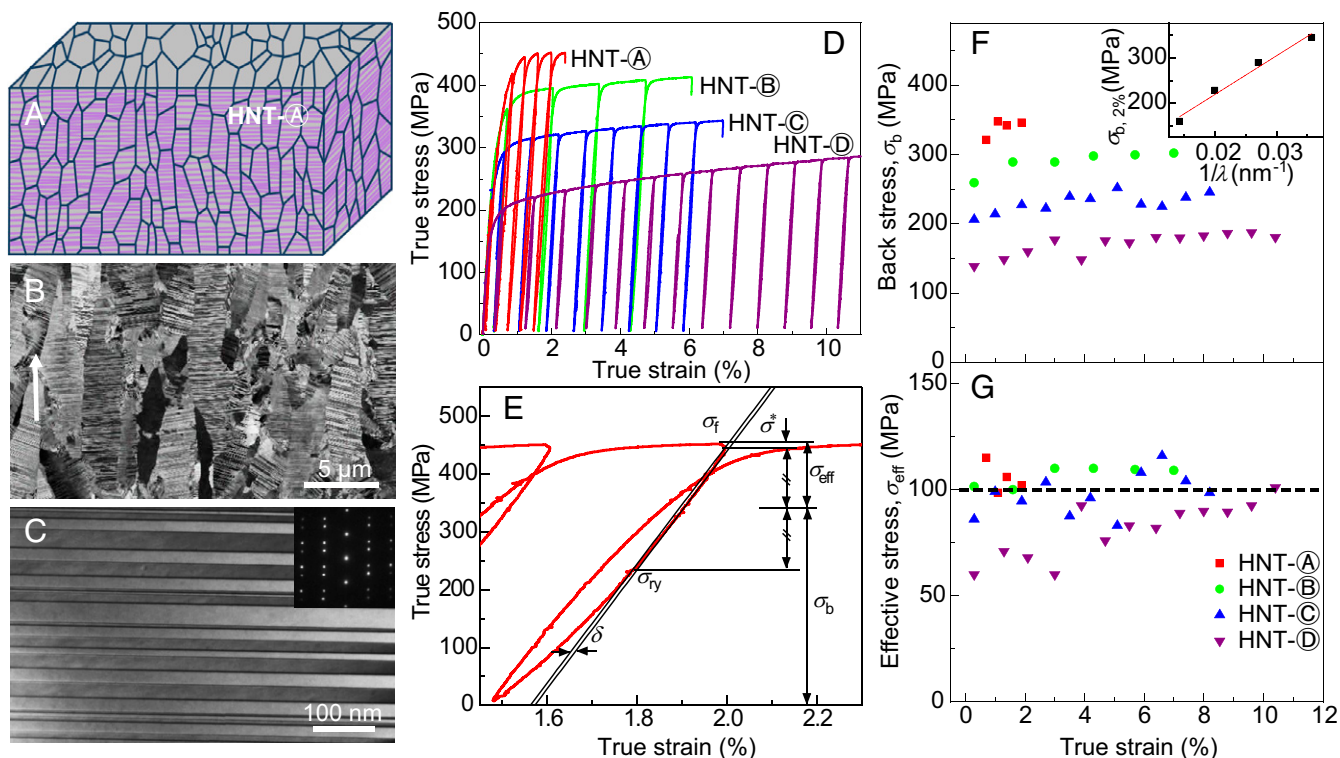 A
HNT-Ⓐ
B
5 µm
C
100 nm
D
500
400
300
200
100
0
0 2 4 6 8 10
True stress (MPa)
True strain (%)
HNT-Ⓐ
HNT-Ⓑ
HNT-Ⓒ
HNT-Ⓓ
E
500
400
300
200
100
0
1.6 1.8 2.0 2.2
True stress (MPa)
True strain (%)
σf
σ*
σeff
σry
σb
δ
F
400
300
200
100
0
Back stress, σb (MPa)
σb, 2% (MPa)
300
200
0.02 0.03
1/λ (nm⁻¹)
G
150
100
50
0
0 2 4 6 8 10 12
Effective stress, σeff (MPa)
True strain (%)
HNT-Ⓐ
HNT-Ⓑ
HNT-Ⓒ
HNT-Ⓓ